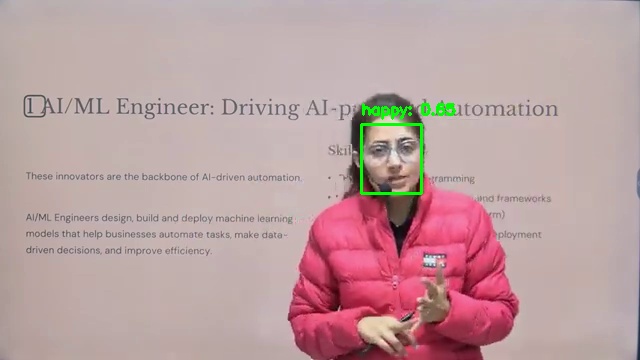 1 AI/ML Engineer: Driving AI-p    d Automation
happy: 0.65
Skil
These innovators are the backbone of AI-driven automation.
gramming
and frameworks
AI/ML Engineers design, build and deploy machine learning
models that help businesses automate tasks, make data-
driven decisions, and improve efficiency.
rm)
eployment